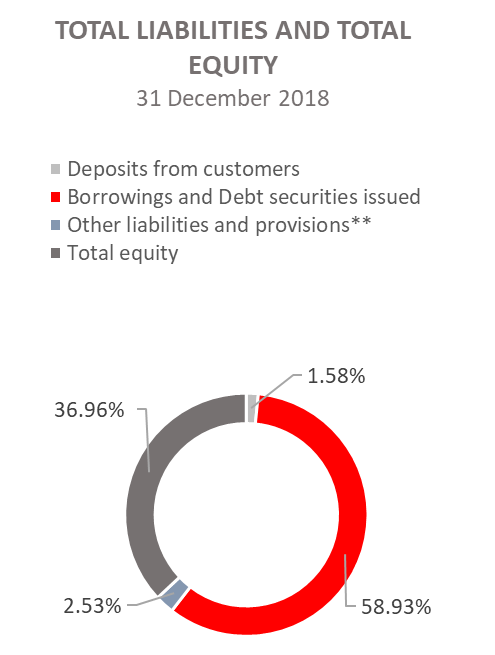 TOTAL LIABILITIES AND TOTAL
EQUITY
31 December 2018
Deposits from customers
Borrowings and Debt securities issued
Other liabilities and provisions**
Total equity
1.58%
36.96%
2.53%
58.93%